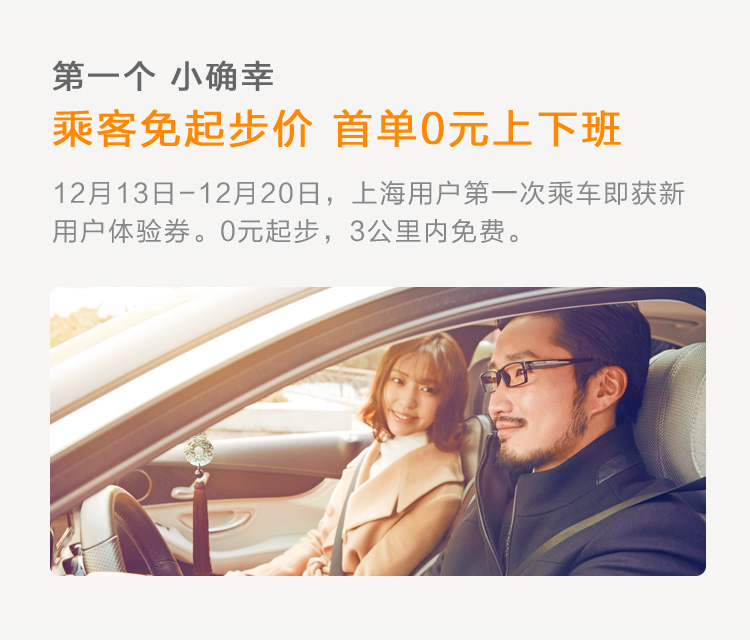 第一个 小确幸
乘客免起步价 首单0元上下班
12月13日-12月20日，上海用户第一次乘车即获新
用户体验券。0元起步，3公里内免费。